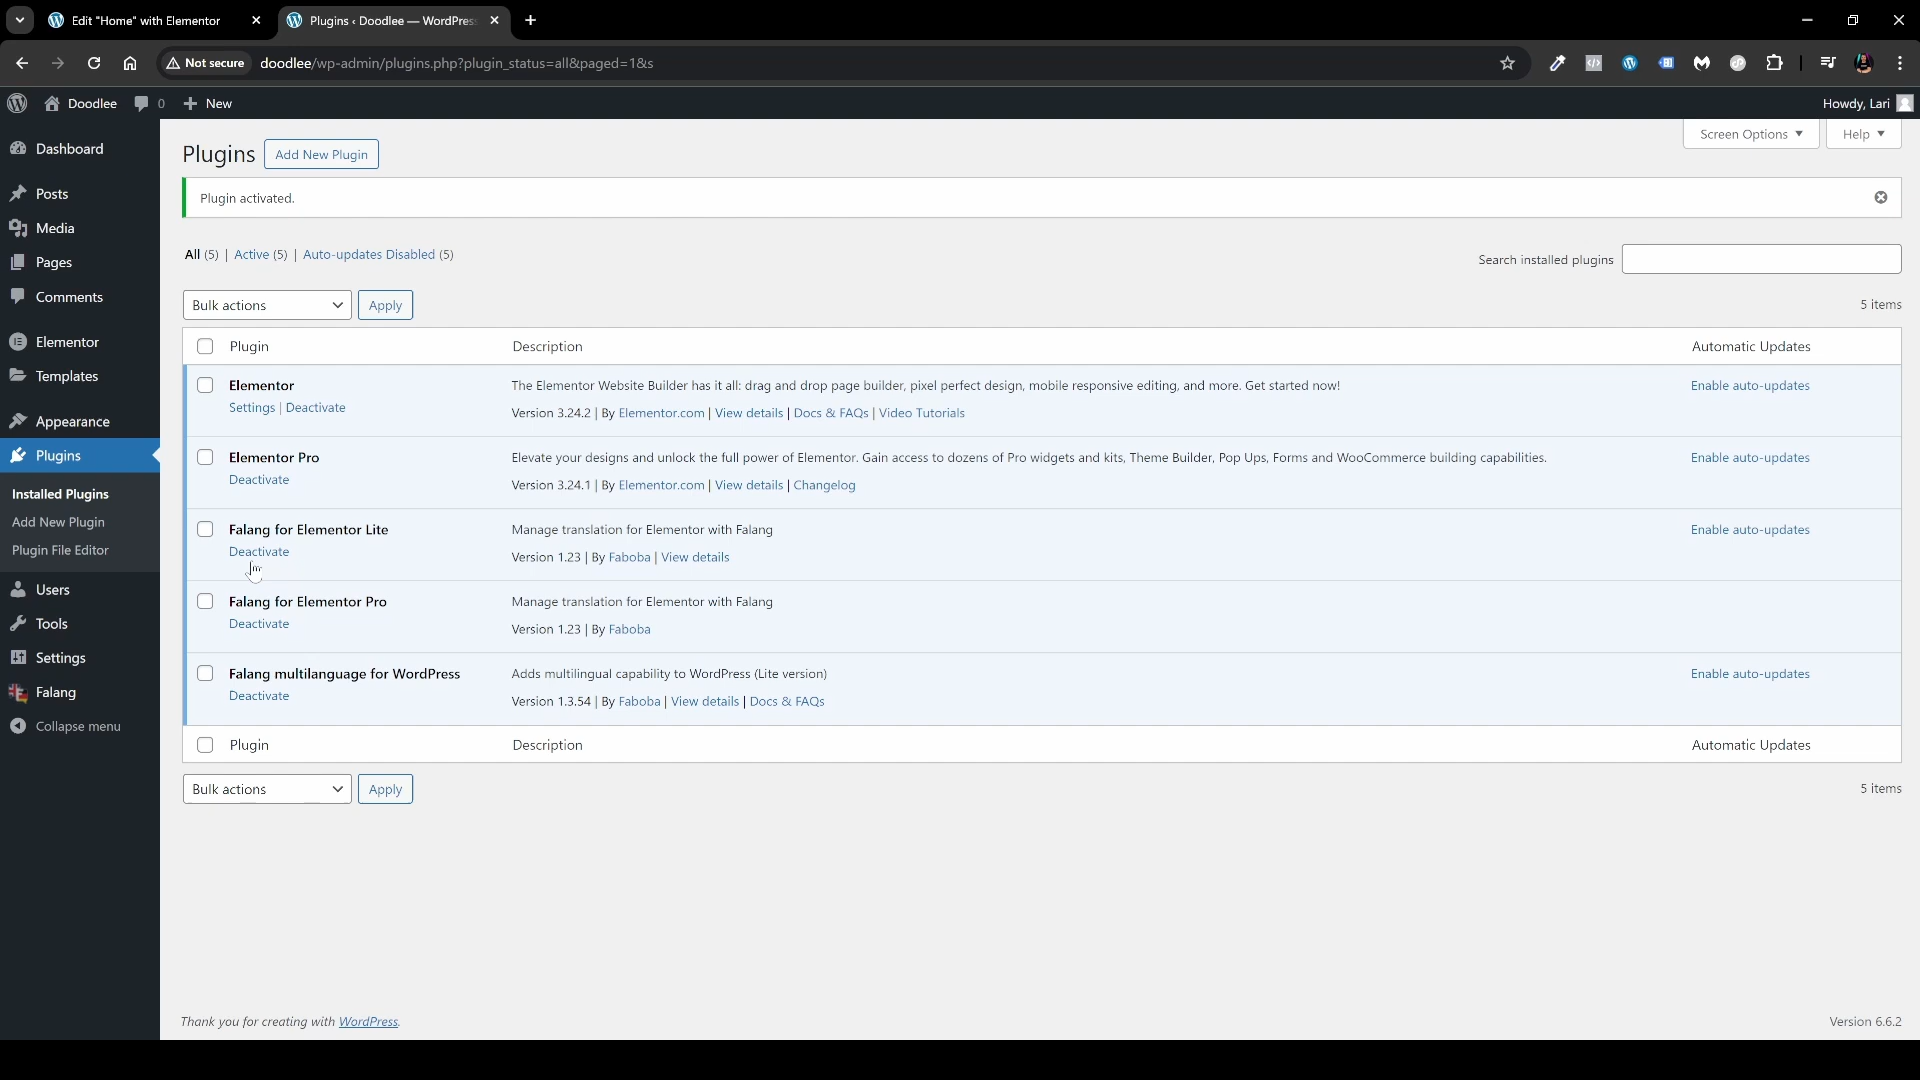 Edit "Home" with Elementor
Plugins ‹ Doodlee — WordPres
Not secure
doodlee/wp-admin/plugins.php?plugin_status=all&paged=1&s
Doodlee
0
New
Howdy, Lari
Dashboard
Posts
Media
Pages
Comments
Elementor
Templates
Appearance
Plugins
Installed Plugins
Add New Plugin
Plugin File Editor
Users
Tools
Settings
Falang
Collapse menu
Plugins
Add New Plugin
Screen Options
Help
Plugin activated.
All (5) | Active (5) | Auto-updates Disabled (5)
Search installed plugins
Bulk actions
Apply
5 items
Plugin
Description
Automatic Updates
Elementor
Settings | Deactivate
The Elementor Website Builder has it all: drag and drop page builder, pixel perfect design, mobile responsive editing, and more. Get started now!
Version 3.24.2 | By Elementor.com | View details | Docs & FAQs | Video Tutorials
Enable auto-updates
Elementor Pro
Deactivate
Elevate your designs and unlock the full power of Elementor. Gain access to dozens of Pro widgets and kits, Theme Builder, Pop Ups, Forms and WooCommerce building capabilities.
Version 3.24.1 | By Elementor.com | View details | Changelog
Enable auto-updates
Falang for Elementor Lite
Deactivate
Manage translation for Elementor with Falang
Version 1.23 | By Faboba | View details
Enable auto-updates
Falang for Elementor Pro
Deactivate
Manage translation for Elementor with Falang
Version 1.23 | By Faboba
Falang multilanguage for WordPress
Deactivate
Adds multilingual capability to WordPress (Lite version)
Version 1.3.54 | By Faboba | View details | Docs & FAQs
Enable auto-updates
Plugin
Description
Automatic Updates
Bulk actions
Apply
5 items
Thank you for creating with WordPress.
Version 6.6.2